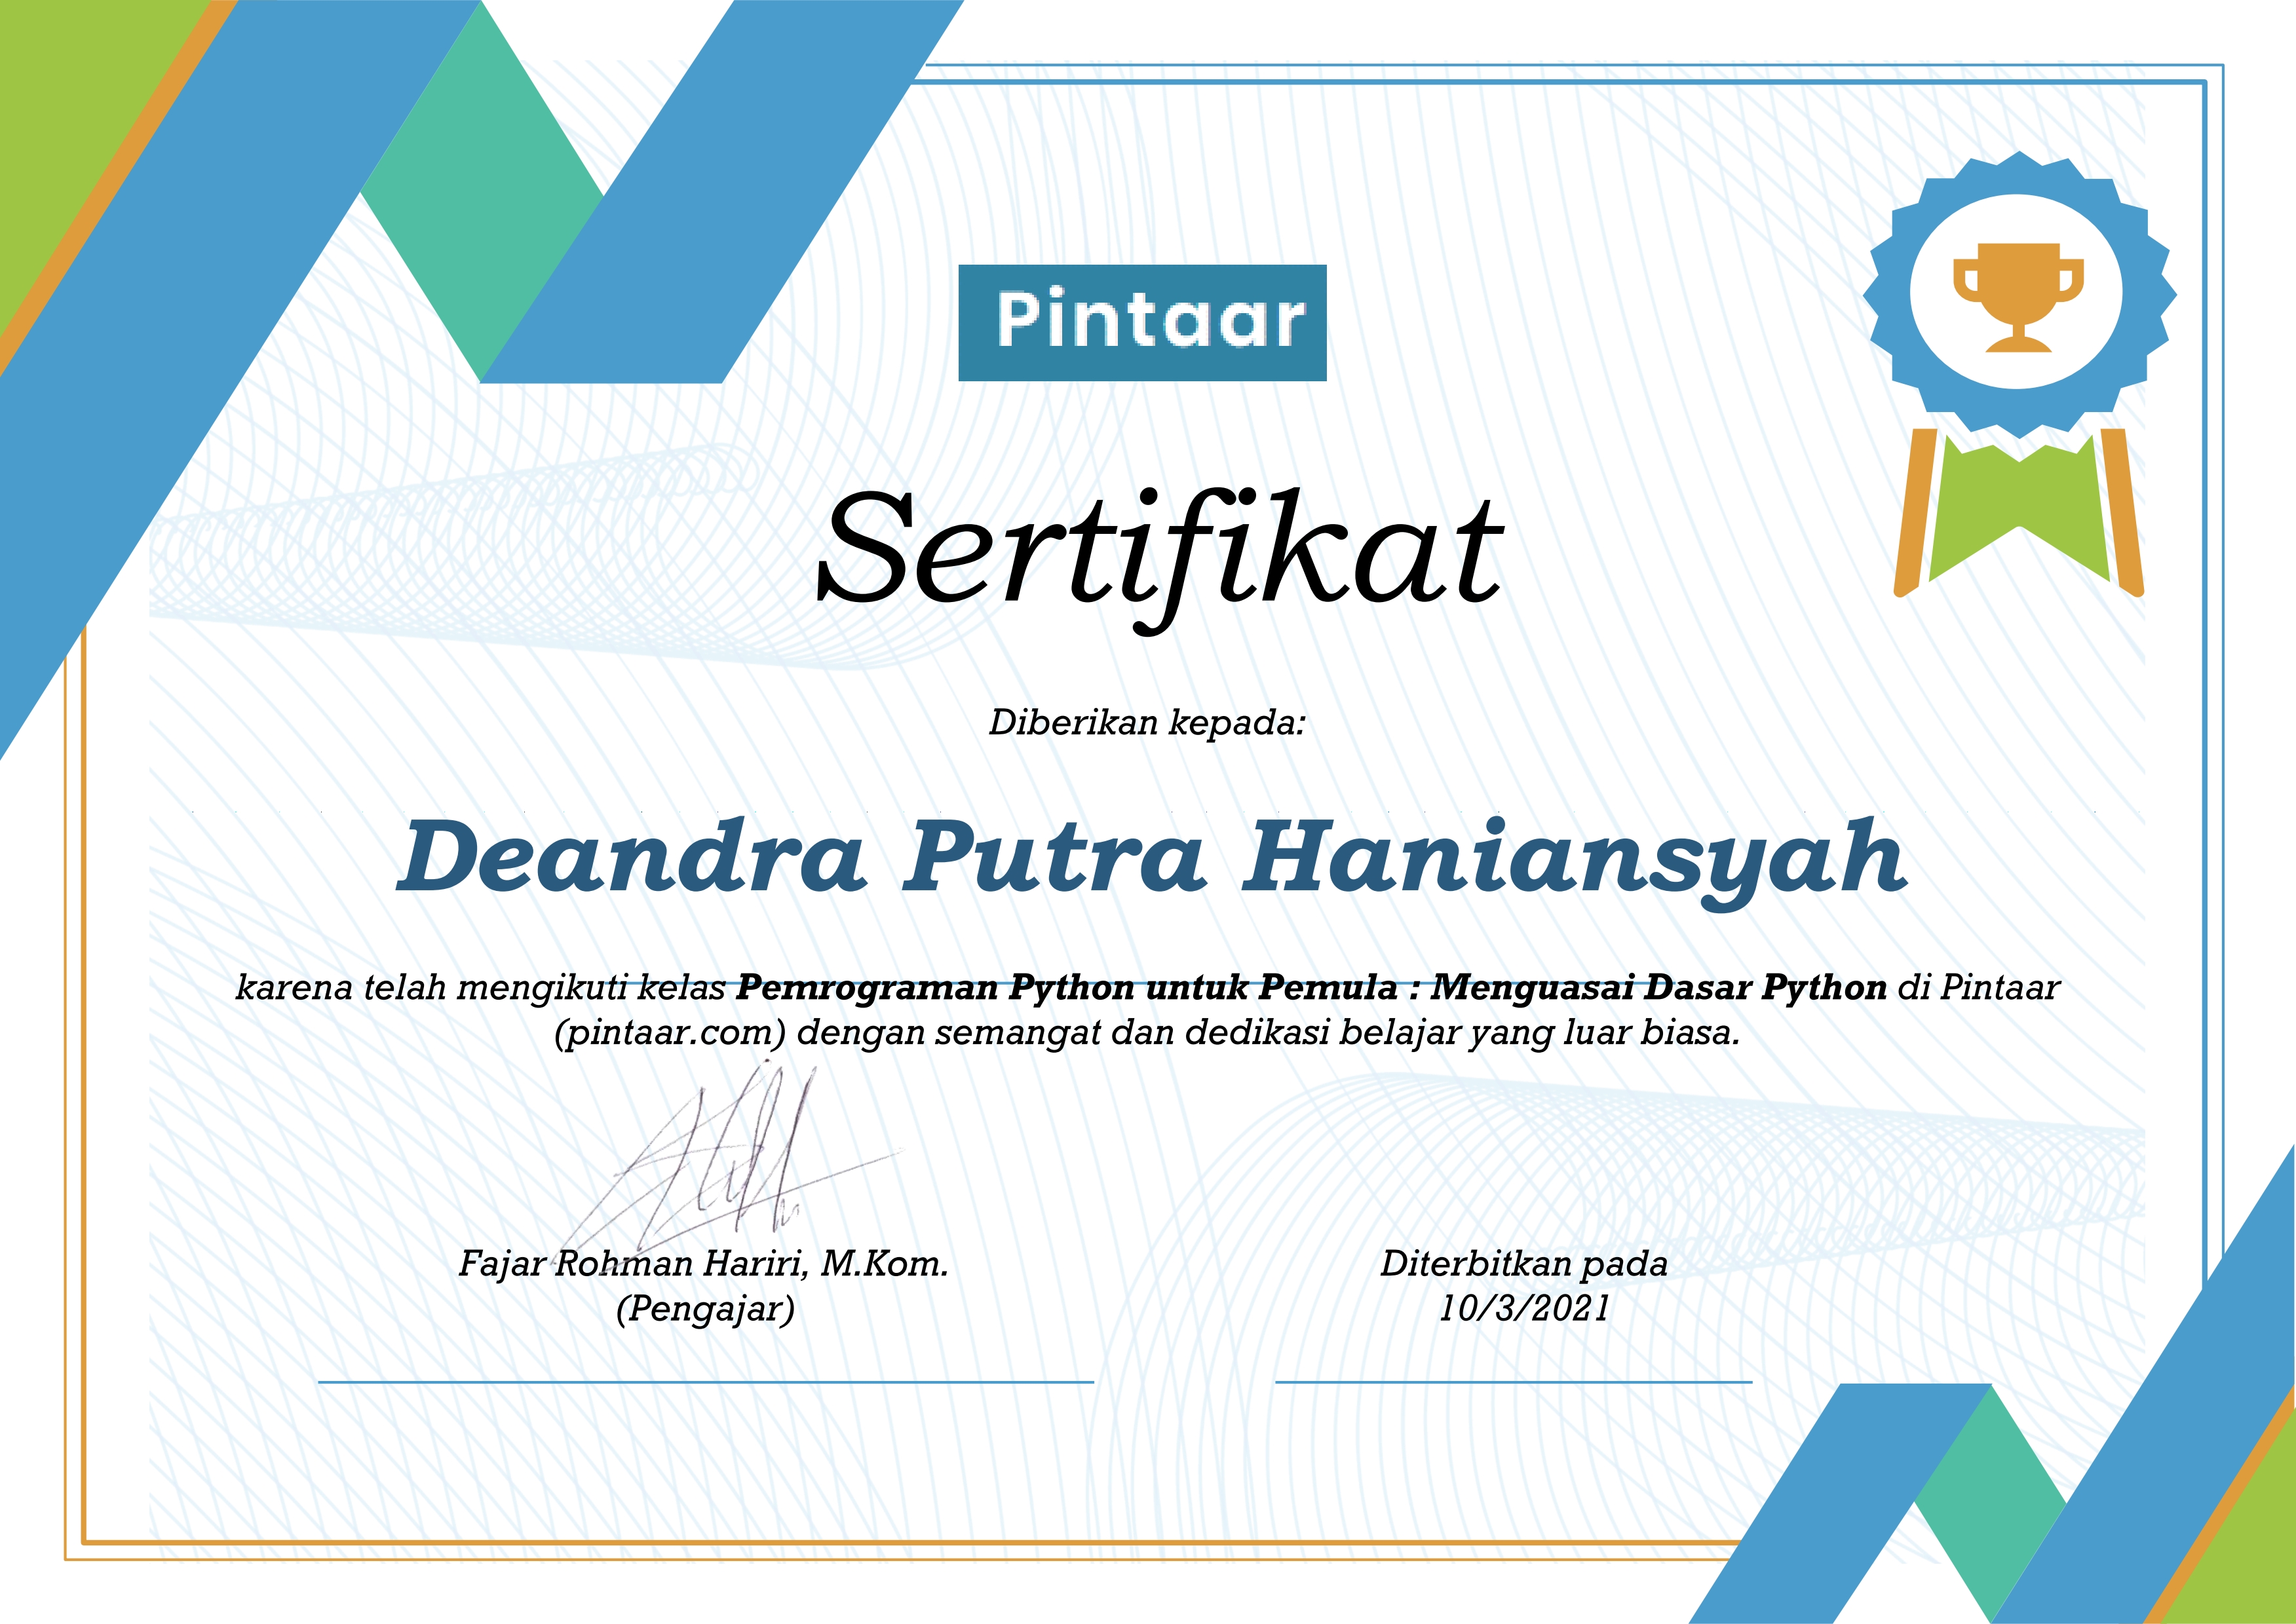 Pintaar
Sertifikat
Diberikan kepada:
Deandra Putra Haniansyah
karena telah mengikuti kelas Pemrograman Python untuk Pemula : Menguasai Dasar Python di Pintaar
(pintaar.com) dengan semangat dan dedikasi belajar yang luar biasa.
Fajar Rohman Hariri, M.Kom.
(Pengajar)
Diterbitkan pada
10/3/2021